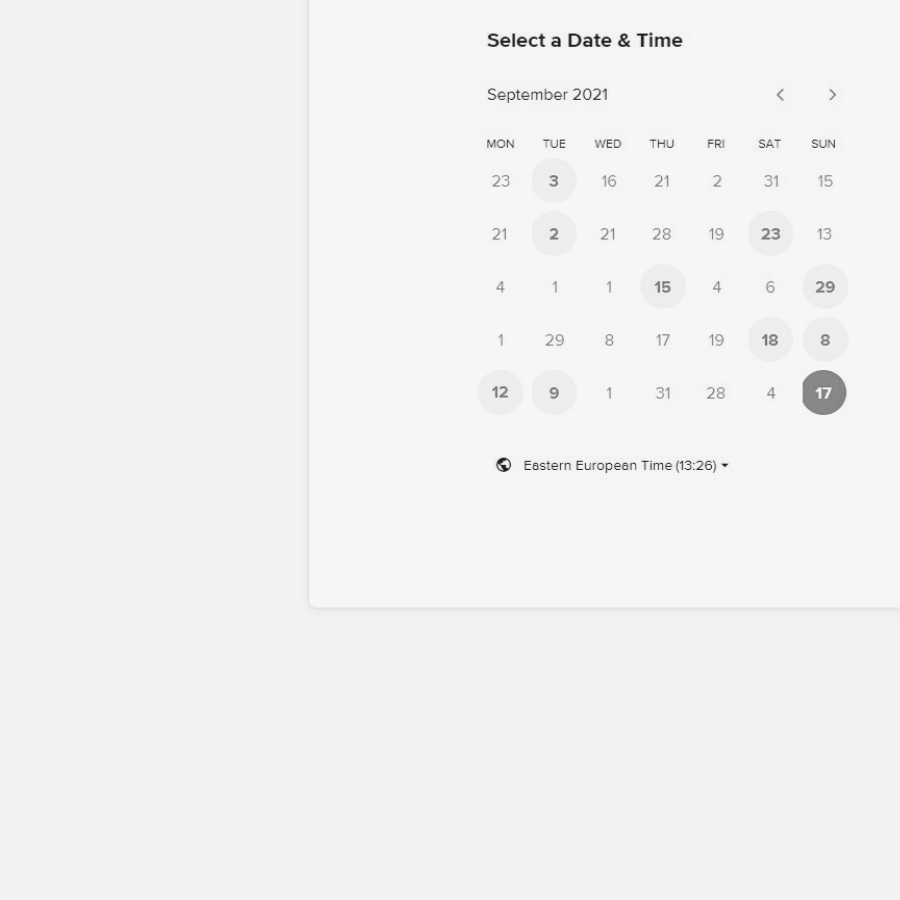 Select a Date & Time
September 2021
MON TUE WED THU FRI SAT SUN
23 3 16 21 2 31 15
21 2 21 28 19 23 13
4 1 1 15 4 6 29
1 29 8 17 19 18 8
12 9 1 31 28 4 17
Eastern European Time (13:26)